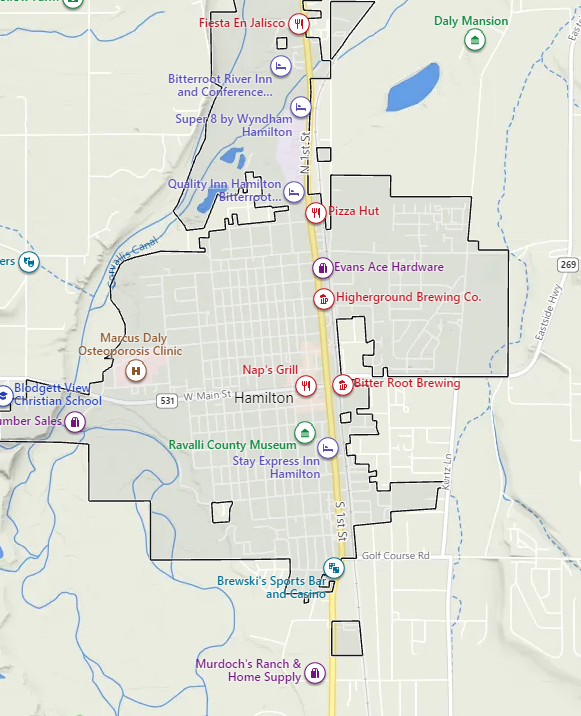 Fiesta En Jalisco
Daly Mansion
Bitterroot River Inn
and Conference...
Super 8 by Wyndham
Hamilton
N 1st St
Quality Inn Hamilton
Bitterroot...
Pizza Hut
Corvallis Canal
ers
Evans Ace Hardware
269
Eastside Hwy
Highground Brewing Co.
Marcus Daly
Osteoporosis Clinic
Nap's Grill
Bitter Root Brewing
Blodgett View
Christian School
531
W Main St
Hamilton
umber Sales
Ravalli County Museum
Stay Express Inn
Hamilton
Kurtz Ln
S 1st St
Golf Course Rd
Brewski's Sports Bar
and Casino
Murdoch's Ranch &
Home Supply